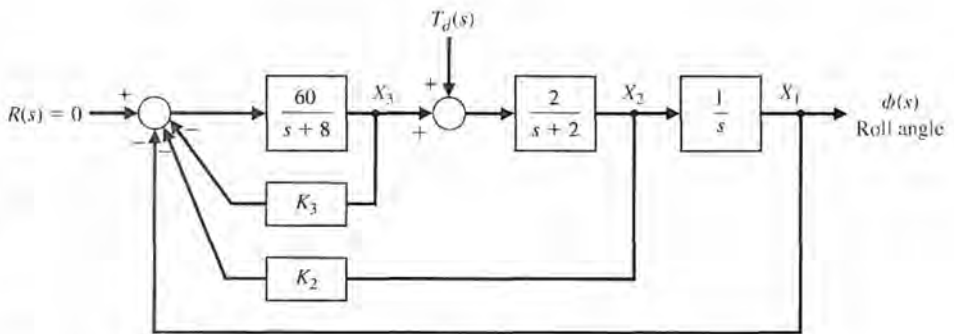 T_d(s)
R(s) = 0
+
−
−
−
60
s + 8
X_3
+
+
2
s + 2
X_2
1
s
X_1
ϕ(s)
Roll angle
K_3
K_2